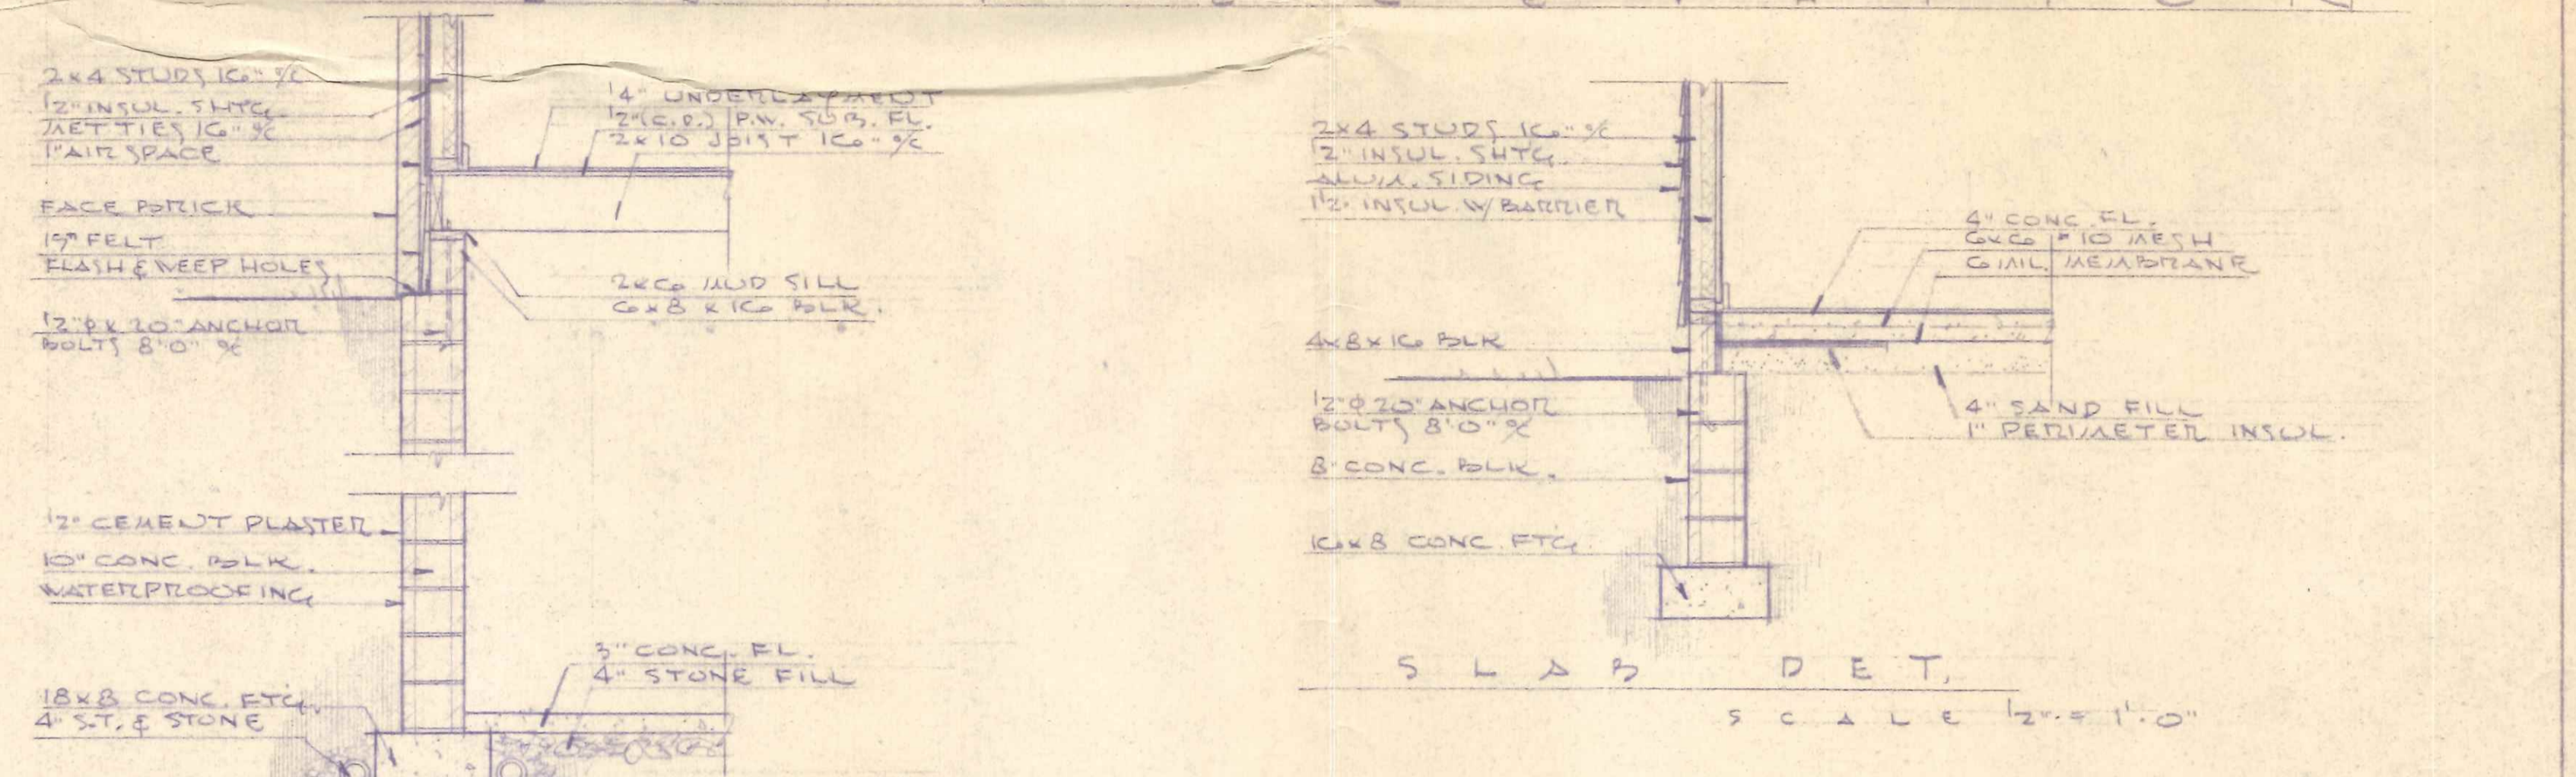 2x4 STUDS 16" o/c
1/2" INSUL. SHTG
MET TIES 16" o/c
1" AIR SPACE
FACE BRICK
15# FELT
FLASH & WEEP HOLES
1/2" φ x 20" ANCHOR
BOLTS 8'0" o/c
1/2" CEMENT PLASTER
10" CONC. BLK.
WATERPROOFING
18x8 CONC. FTG.
4" S.T. & STONE
1/4" UNDERLAYMENT
1/2" (C.D.) P.W. SUB. FL.
2x10 JOIST 16" o/c
2x6 MUD SILL
6x8x16 BLK.
3" CONC. FL.
4" STONE FILL
2x4 STUDS 16" o/c
1/2" INSUL. SHTG.
ALUM. SIDING
1 1/2" INSUL. W/BARRIER
4x8x16 BLK
1/2" φ 20" ANCHOR
BOLTS 8'0" o/c
8" CONC. BLK.
16x8 CONC. FTG.
4" CONC. FL.
6x6 #10 MESH
6 MIL. MEMBRANE
4" SAND FILL
1" PERIMETER INSUL.
SLAB DET.
SCALE 1/2" = 1'-0"